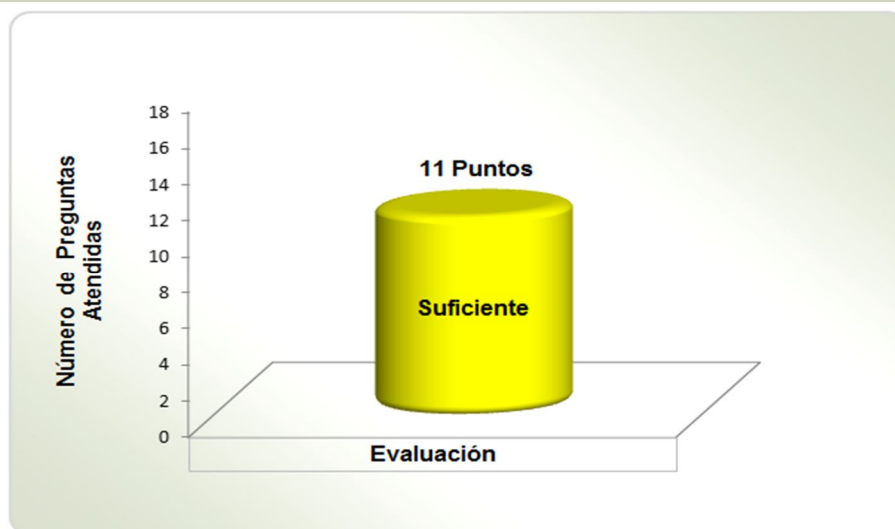 18
16
14
12
10
8
6
4
2
0
Número de Preguntas
Atendidas
11 Puntos
Suficiente
Evaluación